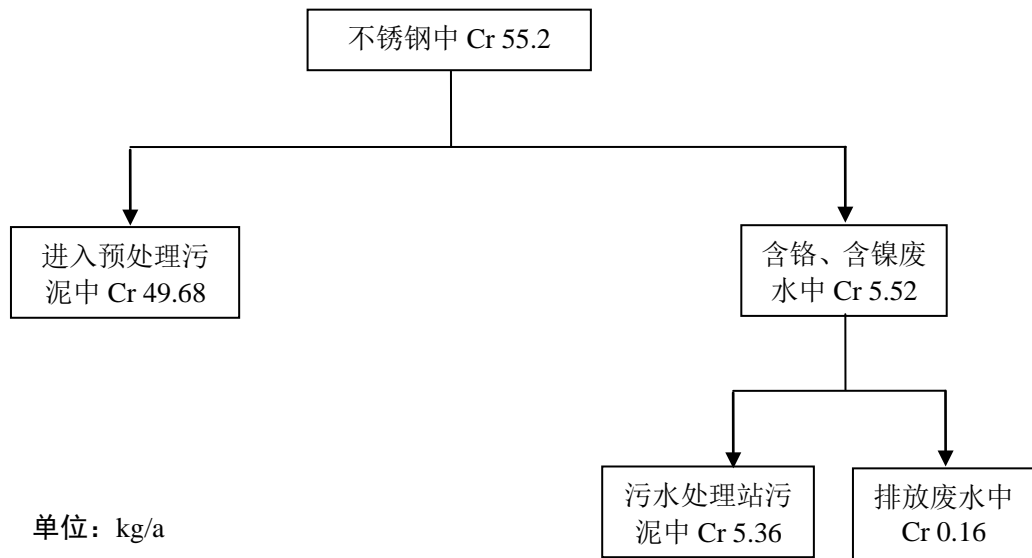 不锈钢中 Cr 55.2
进入预处理污
泥中 Cr 49.68
含铬、含镍废
水中 Cr 5.52
污水处理站污
泥中 Cr 5.36
排放废水中
Cr 0.16
单位：kg/a